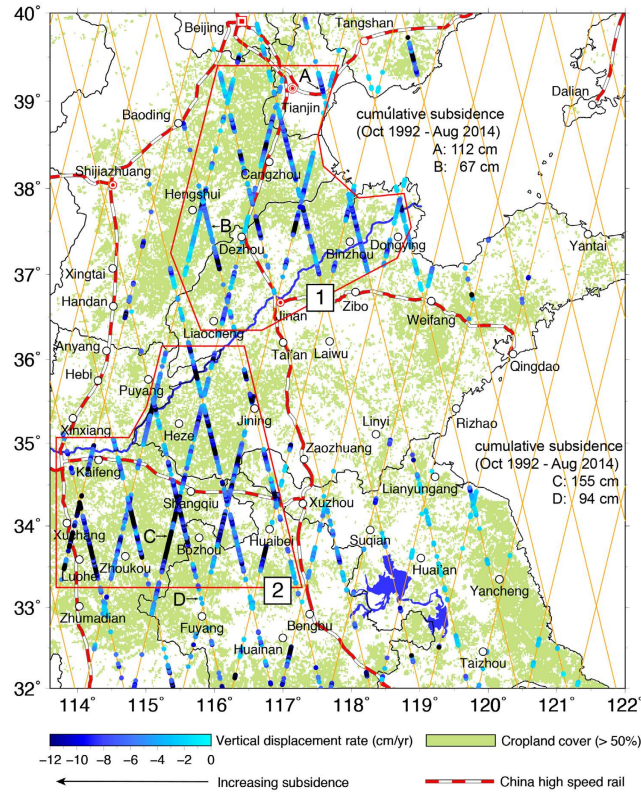 40°
Beijing
Tangshan
A
39°
Tianjin
Dalian
cumulative subsidence
(Oct 1992 - Aug 2014)
A: 112 cm
B: 67 cm
Baoding
Shijiazhuang
Cangzhou
38°
Hengshui
B
Dezhou
Binzhou
Dongying
Yantai
37°
Xingtai
Handan
1
Jinan
Zibo
Weifang
Liaocheng
36°
Anyang
Tai'an
Laiwu
Qingdao
Hebi
Puyang
Xinxiang
Heze
Jining
Linyi
Rizhao
35°
Kaifeng
Zaozhuang
cumulative subsidence
(Oct 1992 - Aug 2014)
C: 155 cm
D: 94 cm
Shangqiu
Xuzhou
Lianyungang
34°
Xuchang
C
Bozhou
Huaibei
Suqian
Zhoukou
Luohe
Huai'an
Yancheng
D
2
33°
Zhumadian
Fuyang
Bengbu
Huainan
Taizhou
32°
114° 115° 116° 117° 118° 119° 120° 121° 122°
Vertical displacement rate (cm/yr)
−12 −10 −8 −6 −4 −2 0
Cropland cover (> 50%)
Increasing subsidence
China high speed rail